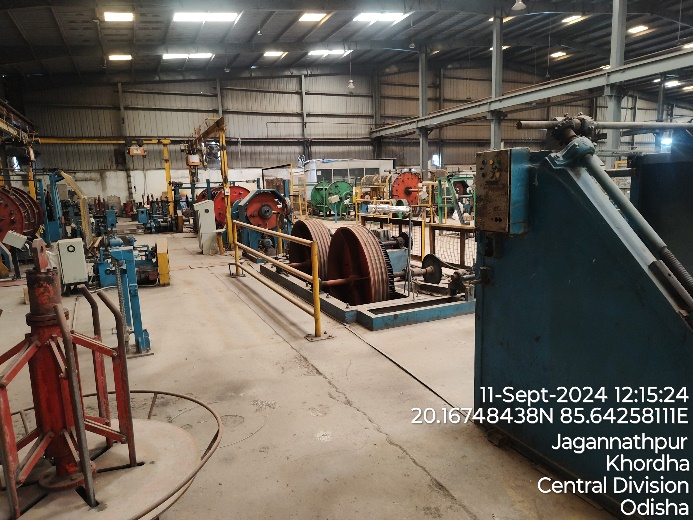 11-Sept-2024 12:15:24
20.16748438N 85.64258111E
Jagannathpur
Khordha
Central Division
Odisha